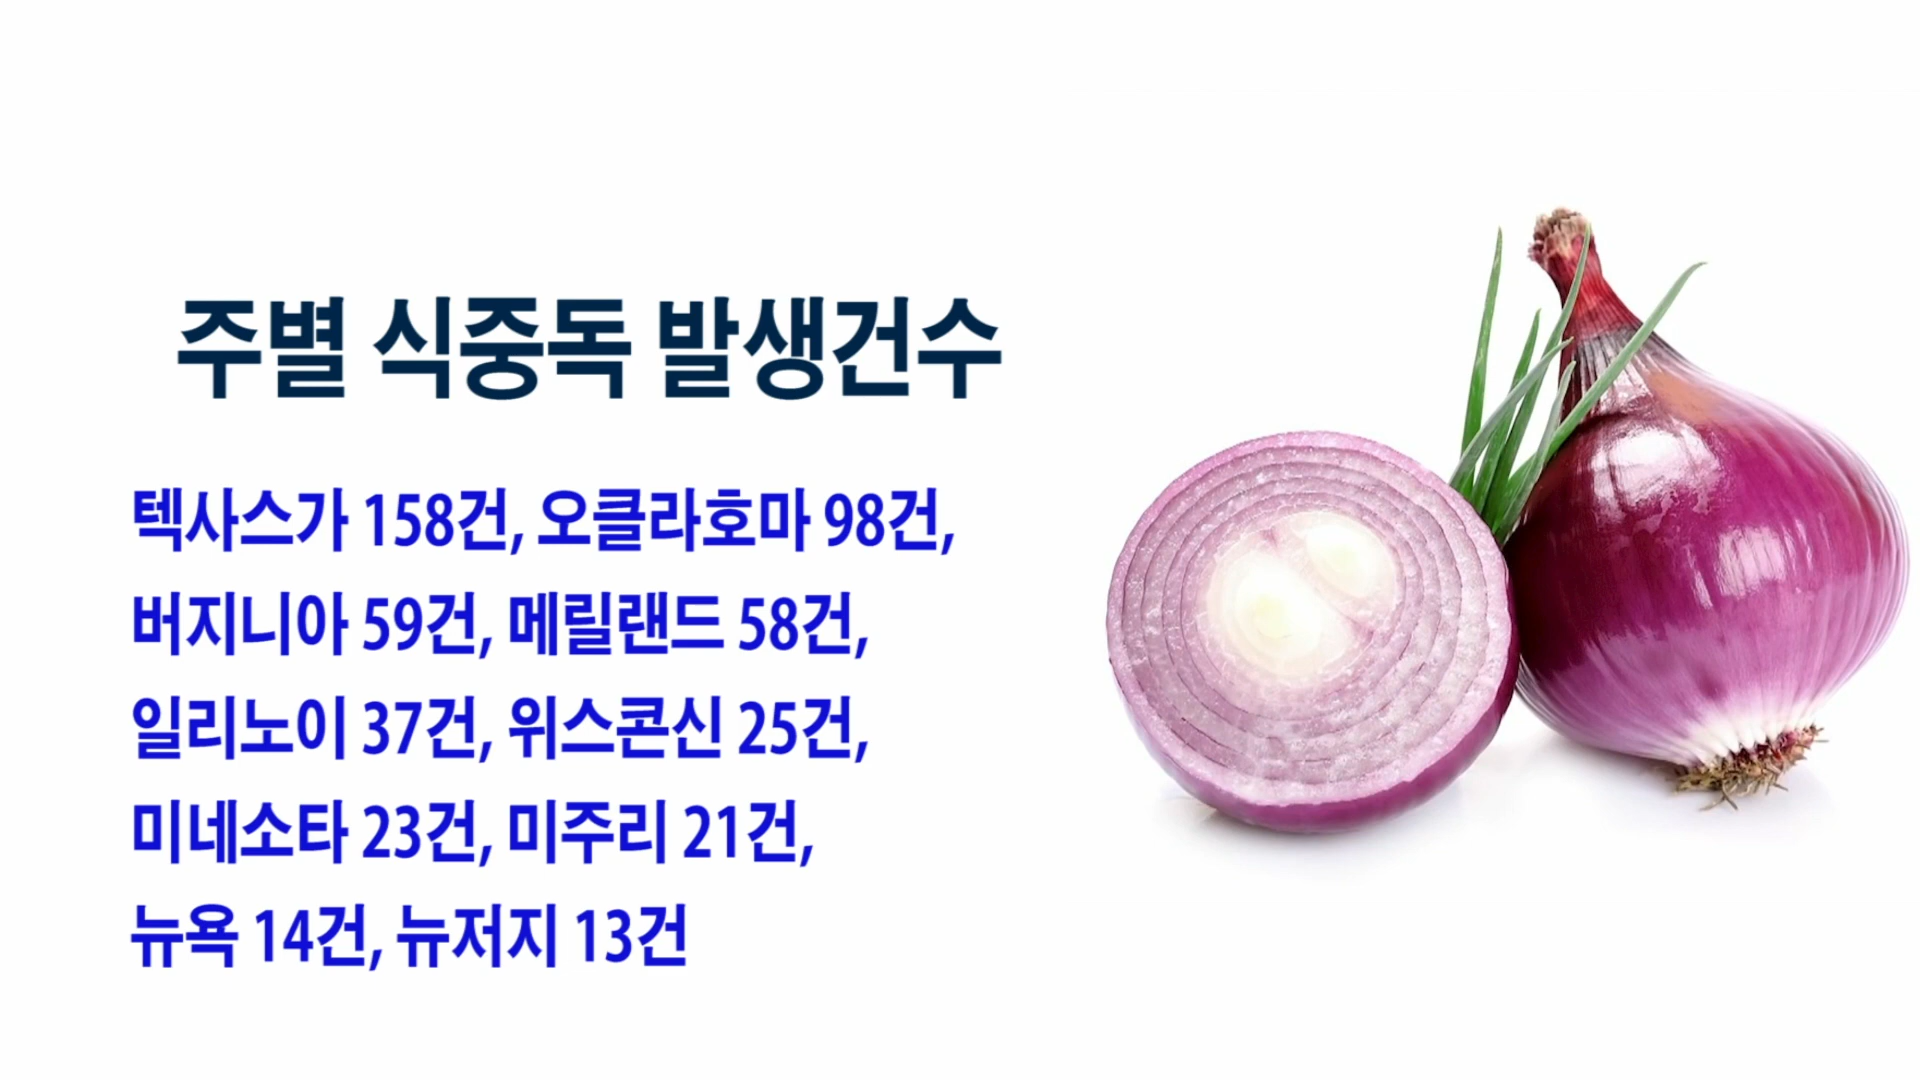 주별 식중독 발생건수
텍사스가 158건, 오클라호마 98건,
버지니아 59건, 메릴랜드 58건,
일리노이 37건, 위스콘신 25건,
미네소타 23건, 미주리 21건,
뉴욕 14건, 뉴저지 13건